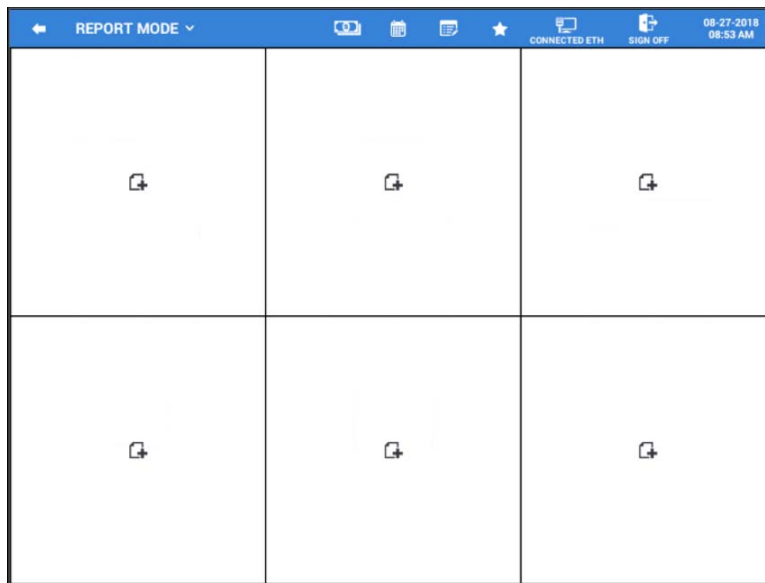 REPORT MODE
CONNECTED ETH
SIGN OFF
08-27-2018
08:53 AM